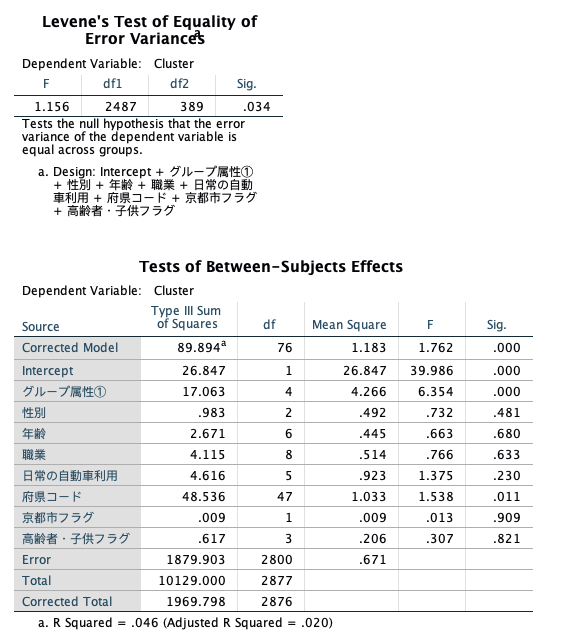 Levene's Test of Equality of
Error Variancesa
Dependent Variable: Cluster
F df1 df2 Sig.
1.156 2487 389 .034
Tests the null hypothesis that the error
variance of the dependent variable is
equal across groups.
a. Design: Intercept + グループ属性①
+ 性別 + 年齢 + 職業 + 日常の自動
車利用 + 府県コード + 京都市フラグ
+ 高齢者・子供フラグ
Tests of Between-Subjects Effects
Dependent Variable: Cluster
Source Type III Sum of Squares df Mean Square F Sig.
Corrected Model 89.894a 76 1.183 1.762 .000
Intercept 26.847 1 26.847 39.986 .000
グループ属性① 17.063 4 4.266 6.354 .000
性別 .983 2 .492 .732 .481
年齢 2.671 6 .445 .663 .680
職業 4.115 8 .514 .766 .633
日常の自動車利用 4.616 5 .923 1.375 .230
府県コード 48.536 47 1.033 1.538 .011
京都市フラグ .009 1 .009 .013 .909
高齢者・子供フラグ .617 3 .206 .307 .821
Error 1879.903 2800 .671
Total 10129.000 2877
Corrected Total 1969.798 2876
a. R Squared = .046 (Adjusted R Squared = .020)